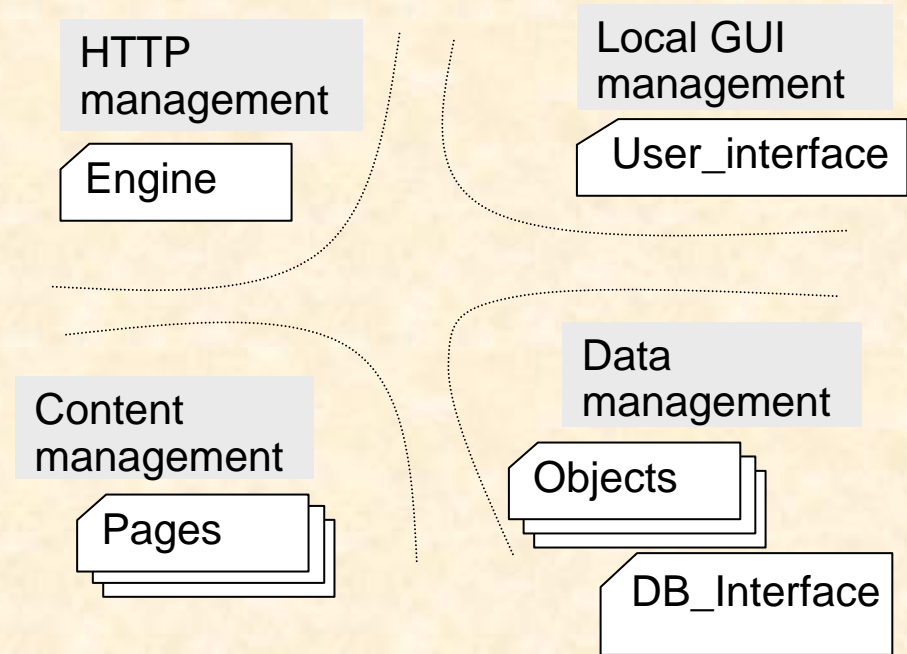 HTTP
management
Engine
Local GUI
management
User_interface
Content
management
Pages
Data
management
Objects
DB_Interface